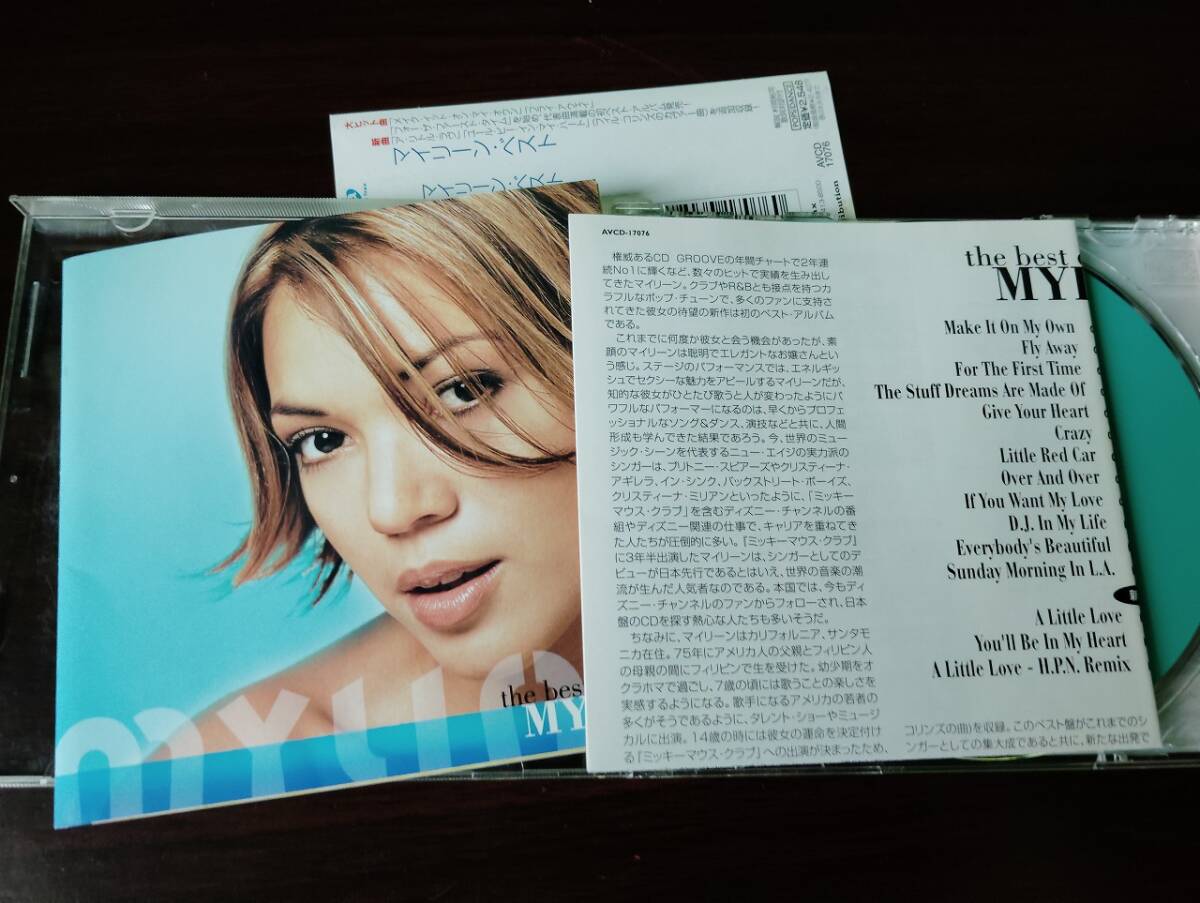 大ヒット曲
新曲
マイリーン・ベスト
マイリーン・ベスト
POP&DANCE
定価¥2,548
AVCD
17076
ibution
mylin
the bes
MY
AVCD-17076
権威あるCD GROOVEの年間チャートで2年連
続No1に輝くなど、数々のヒットで実績を生み出し
てきたマイリーン。クラブやR&Bとも接点を持つカ
ラフルなポップ・チューンで、多くのファンに支持さ
れてきた彼女の待望の新作は初のベスト・アルバム
である。
これまでに何度か彼女と会う機会があったが、素
顔のマイリーンは聡明でエレガントなお嬢さんとい
う感じ。ステージのパフォーマンスでは、エネルギッ
シュでセクシーな魅力をアピールするマイリーンだが、
知的な彼女がひとたび歌うと人が変わったようにパ
ワフルなパフォーマーになるのは、早くからプロフェ
ッショナルなソング&ダンス、演技などと共に、人間
形成も学んできた結果であろう。今、世界のミュー
ジック・シーンを代表するニュー・エイジの実力派の
シンガーは、ブリトニー・スピアーズやクリスティーナ・
アギレラ、イン・シンク、バックストリート・ボーイズ、
クリスティーナ・ミリアンといったように、「ミッキー
マウス・クラブ」を含むディズニー・チャンネルの番
組やディズニー関連の仕事で、キャリアを重ねてき
た人たちが圧倒的に多い。『ミッキーマウス・クラブ』
に3年半出演したマイリーンは、シンガーとしてのデ
ビューが日本先行であるとはいえ、世界の音楽の潮
流が生んだ人気者なのである。本国では、今もディ
ズニー・チャンネルのファンからフォローされ、日本
盤のCDを探す熱心な人たちも多いそうだ。
ちなみに、マイリーンはカリフォルニア、サンタモ
ニカ在住。75年にアメリカ人の父親とフィリピン人
の母親の間にフィリピンで生を受けた。幼少期をオ
クラホマで過ごし、7歳の頃には歌うことの楽しさを
実感するようになる。歌手になるアメリカの若者の
多くがそうであるように、タレント・ショーやミュージ
カルに出演。14歳の時には彼女の運命を決定付け
る『ミッキーマウス・クラブ』への出演が決まったため、
the best
MYL
Make It On My Own
Fly Away
For The First Time
The Stuff Dreams Are Made Of
Give Your Heart
Crazy
Little Red Car
Over And Over
If You Want My Love
D.J. In My Life
Everybody's Beautiful
Sunday Morning In L.A.
A Little Love
You'll Be In My Heart
A Little Love - H.P.N. Remix
コリンズの曲)を収録。このベスト盤がこれまでのシ
ンガーとしての集大成であると共に、新たな出発で